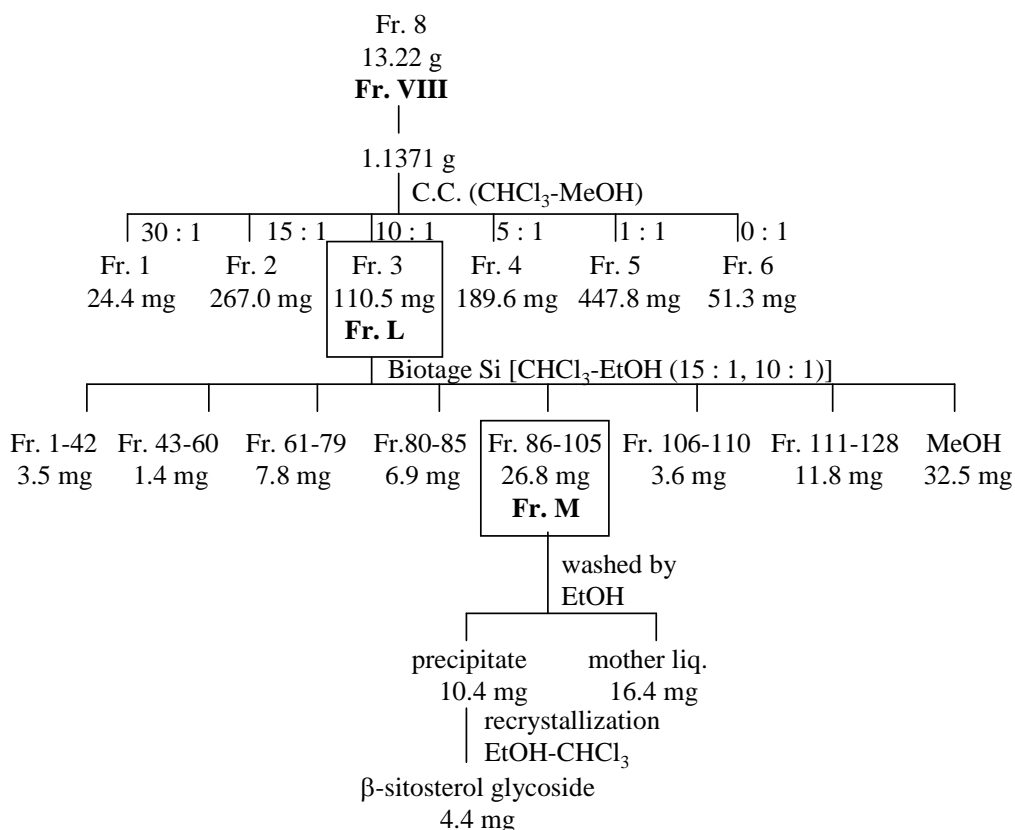 Fr. 8
13.22 g
Fr. VIII
1.1371 g
C.C. (CHCl₃-MeOH)
30 : 1 15 : 1 10 : 1 5 : 1 1 : 1 0 : 1
Fr. 1 Fr. 2 Fr. 3 Fr. 4 Fr. 5 Fr. 6
24.4 mg 267.0 mg 110.5 mg 189.6 mg 447.8 mg 51.3 mg
Fr. L
Biotage Si [CHCl₃-EtOH (15 : 1, 10 : 1)]
Fr. 1-42 Fr. 43-60 Fr. 61-79 Fr.80-85 Fr. 86-105 Fr. 106-110 Fr. 111-128 MeOH
3.5 mg 1.4 mg 7.8 mg 6.9 mg 26.8 mg 3.6 mg 11.8 mg 32.5 mg
Fr. M
washed by
EtOH
precipitate mother liq.
10.4 mg 16.4 mg
recrystallization
EtOH-CHCl₃
β-sitosterol glycoside
4.4 mg